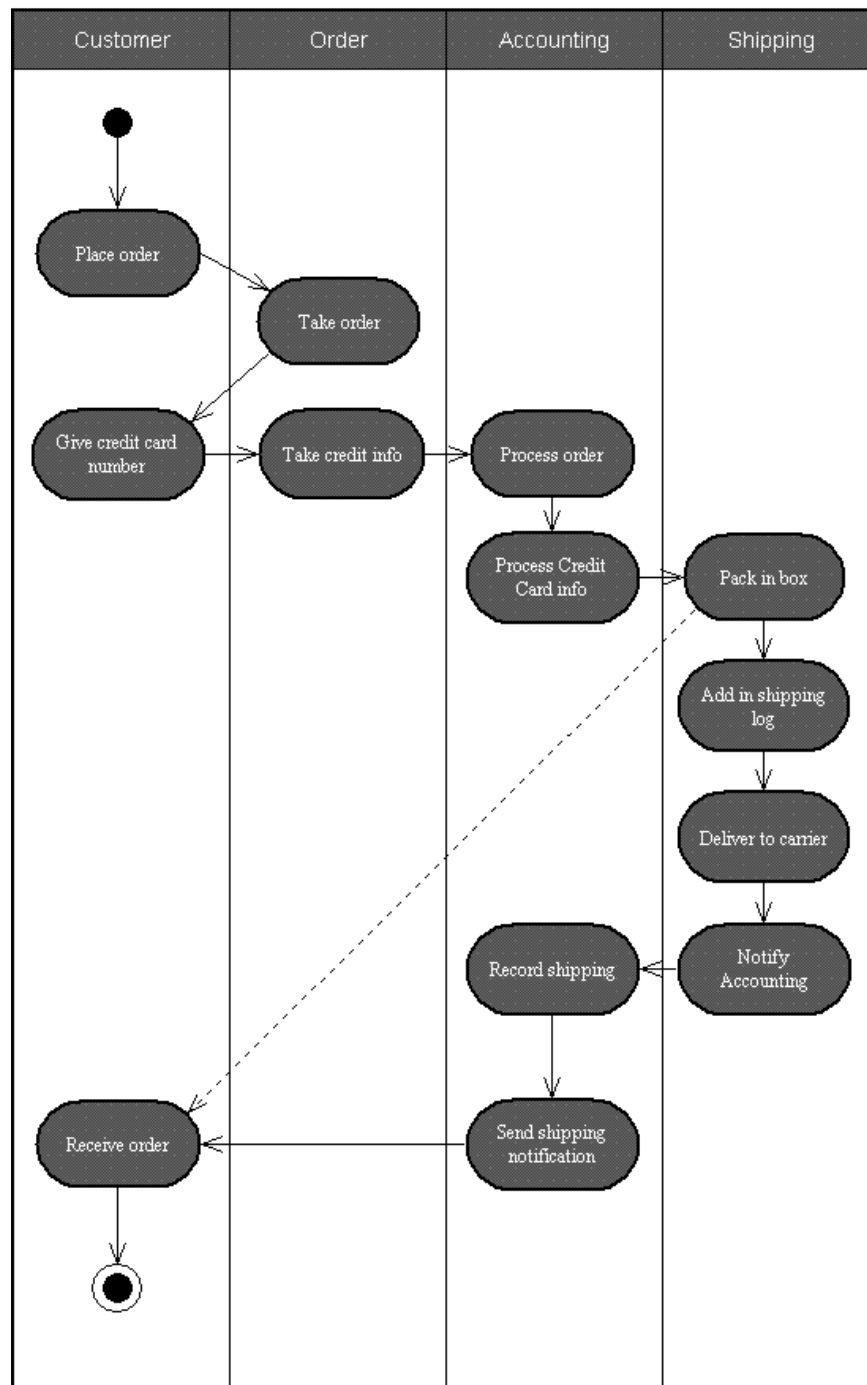 Customer
Order
Accounting
Shipping
Place order
Take order
Give credit card
number
Take credit info
Process order
Process Credit
Card info
Pack in box
Add in shipping
log
Deliver to carrier
Notify
Accounting
Record shipping
Send shipping
notification
Receive order